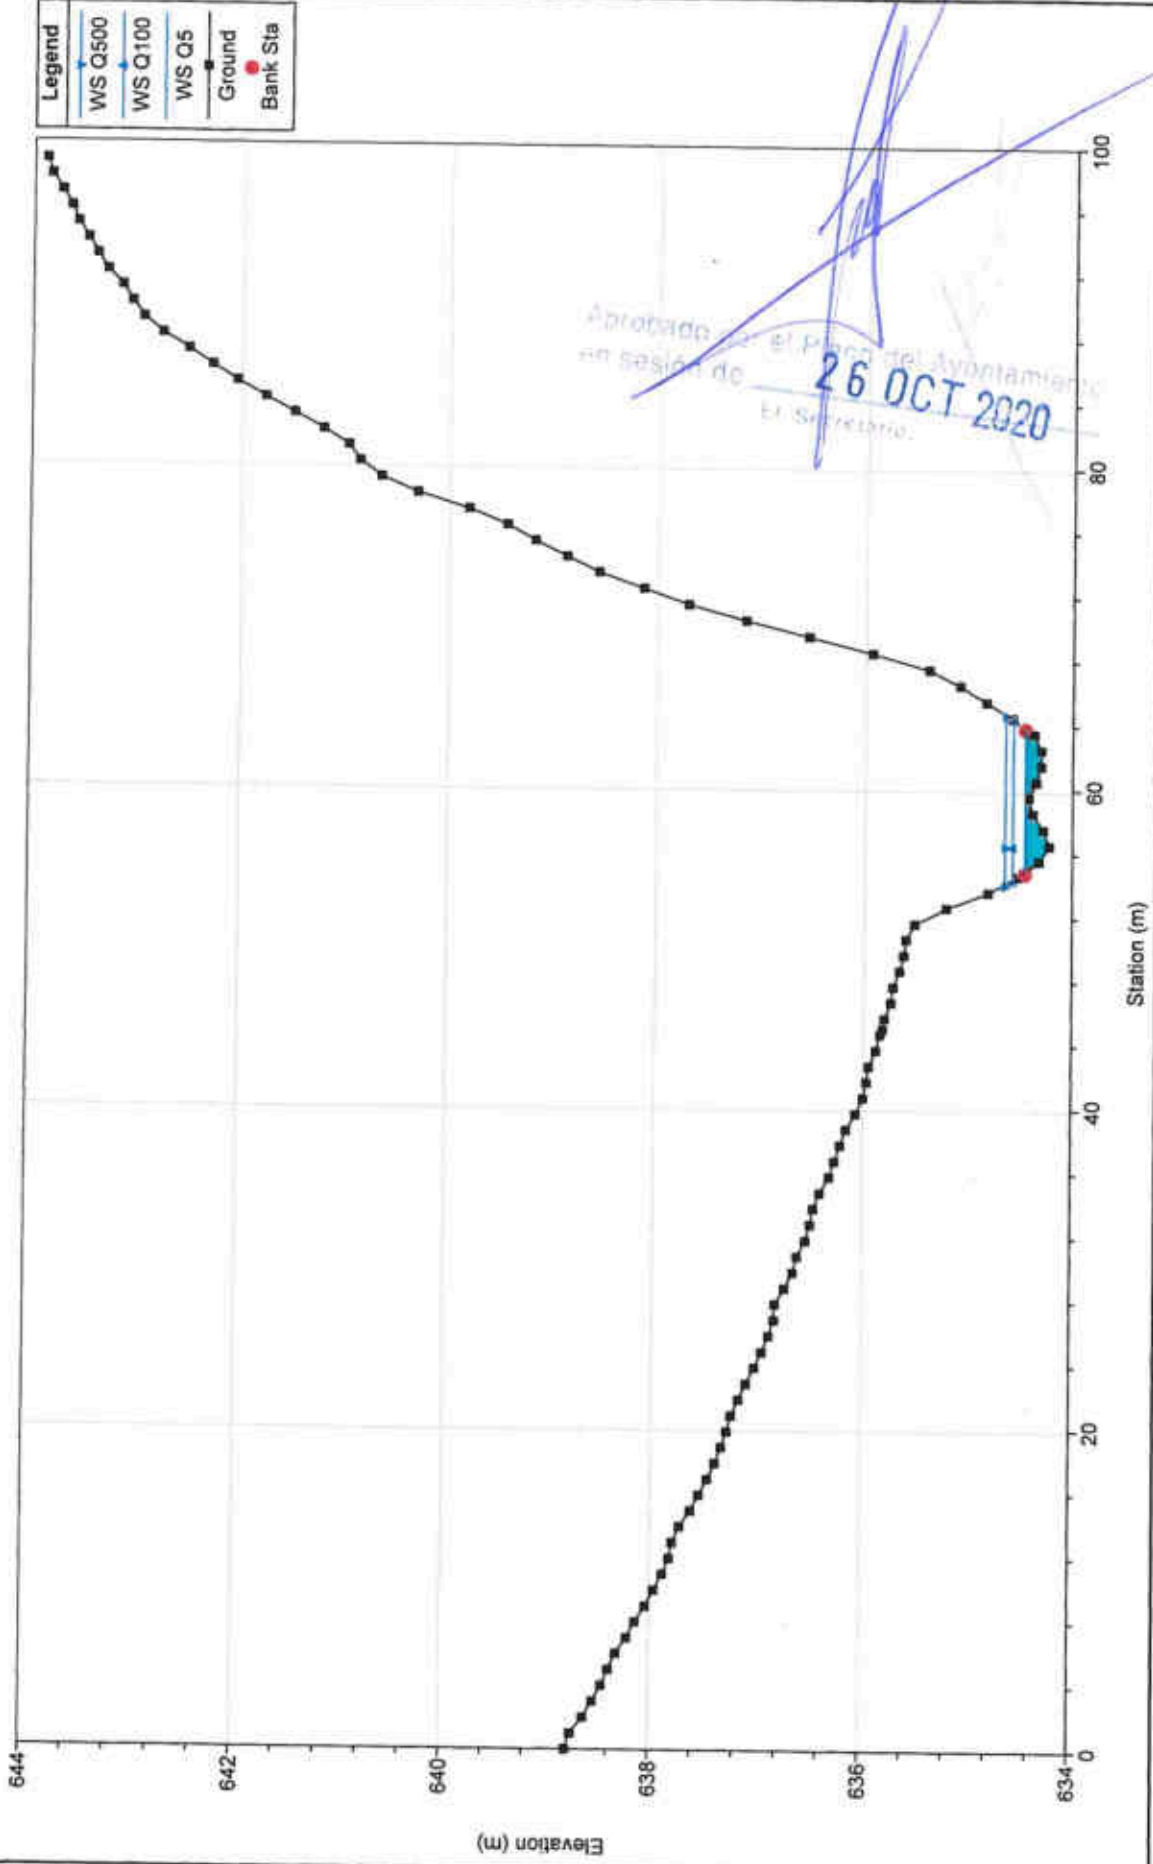 Legend
WS Q500
WS Q100
WS Q5
Ground
Bank Sta
Elevation (m)
644
642
640
638
636
634
0
20
40
60
80
100
Station (m)
Aprobado por el Pleno del Ayuntamiento
en sesión de 26 OCT 2020
El Secretario.